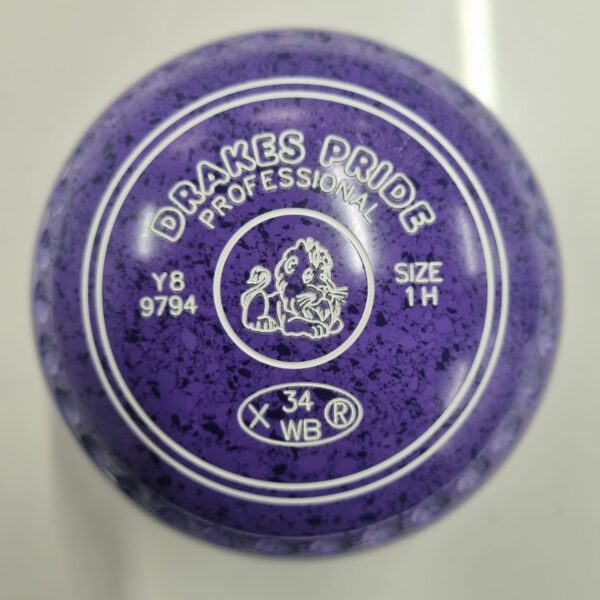 DRAKES PRIDE
PROFESSIONAL
Y8
9794
SIZE
1 H
X 34 ®
WB